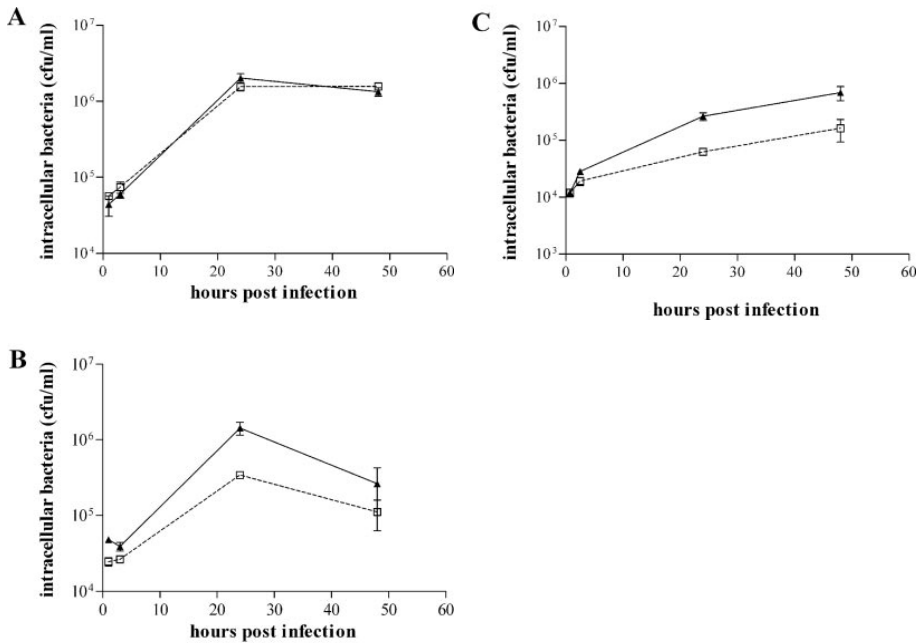 A
intracellular bacteria (cfu/ml)
10^7
10^6
10^5
10^4
0 10 20 30 40 50 60
hours post infection
C
intracellular bacteria (cfu/ml)
10^7
10^6
10^5
10^4
10^3
0 10 20 30 40 50 60
hours post infection
B
intracellular bacteria (cfu/ml)
10^7
10^6
10^5
10^4
0 10 20 30 40 50 60
hours post infection